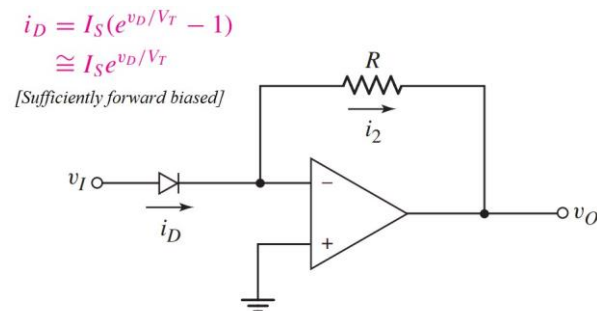 i_D = I_S(e^{v_D/V_T} − 1)
≅ I_S e^{v_D/V_T}
[Sufficiently forward biased]
R
i_2
v_I
−
i_D
+
v_O